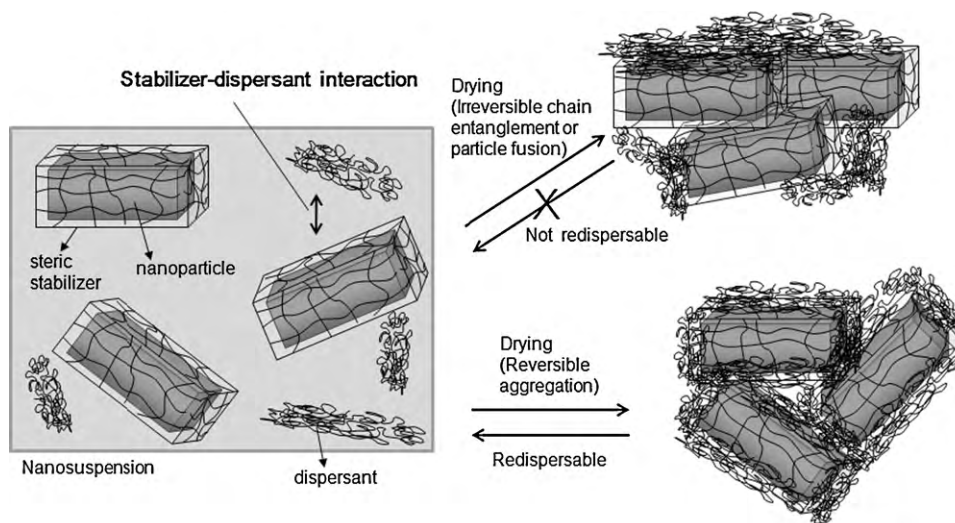 Stabilizer-dispersant interaction
steric
stabilizer
nanoparticle
dispersant
Nanosuspension
Drying
(Irreversible chain
entanglement or
particle fusion)
Not redispersable
Drying
(Reversible
aggregation)
Redispersable